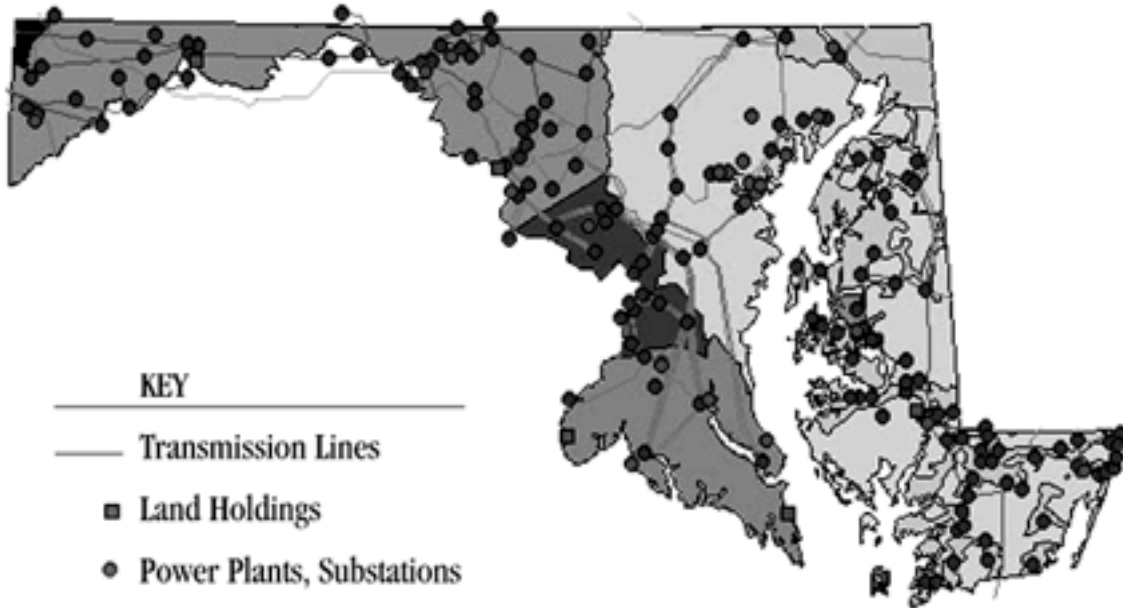 KEY
Transmission Lines
Land Holdings
Power Plants, Substations